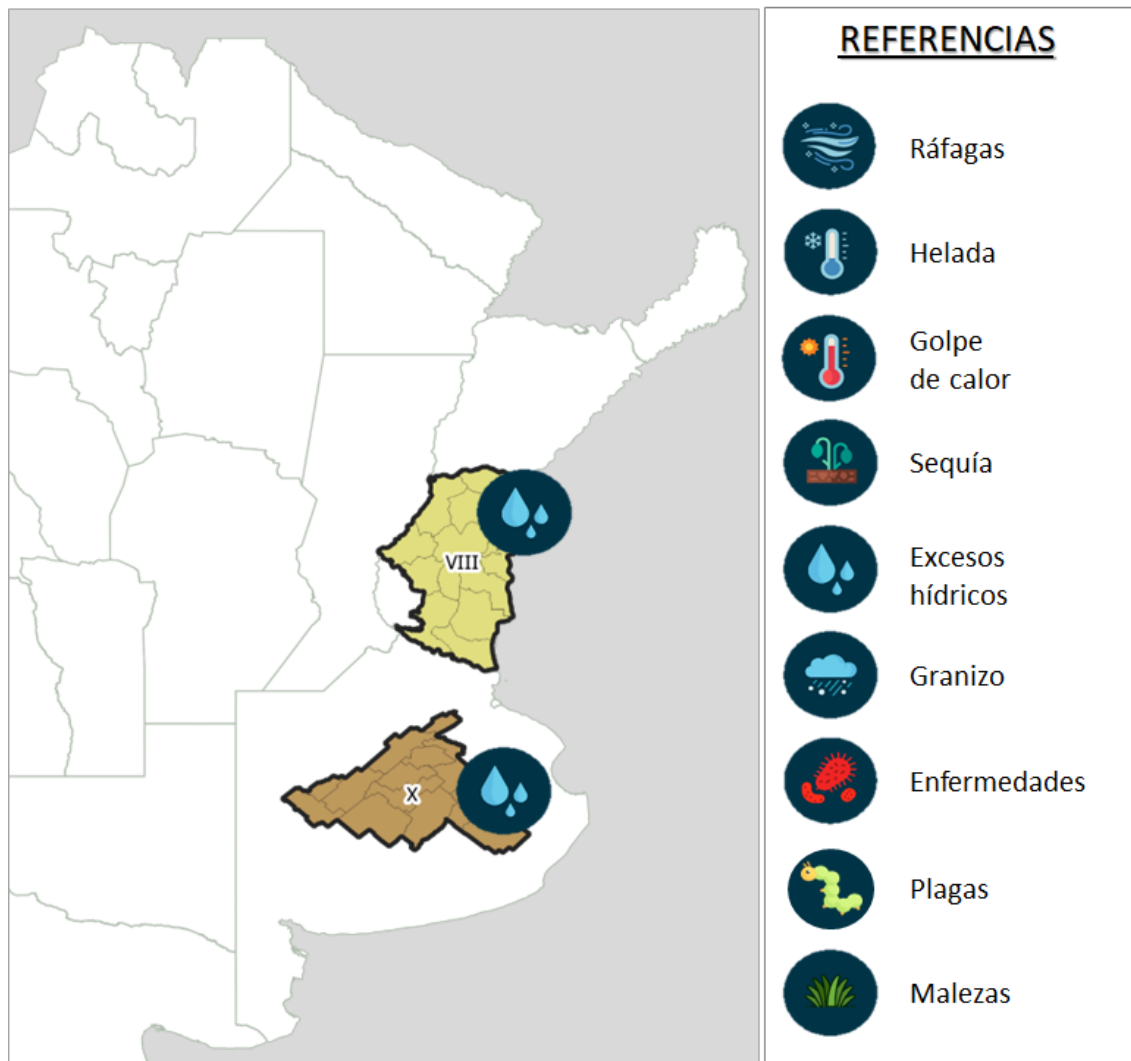 VIII
X
REFERENCIAS
Ráfagas
Helada
Golpe
de calor
Sequía
Excesos
hídricos
Granizo
Enfermedades
Plagas
Malezas